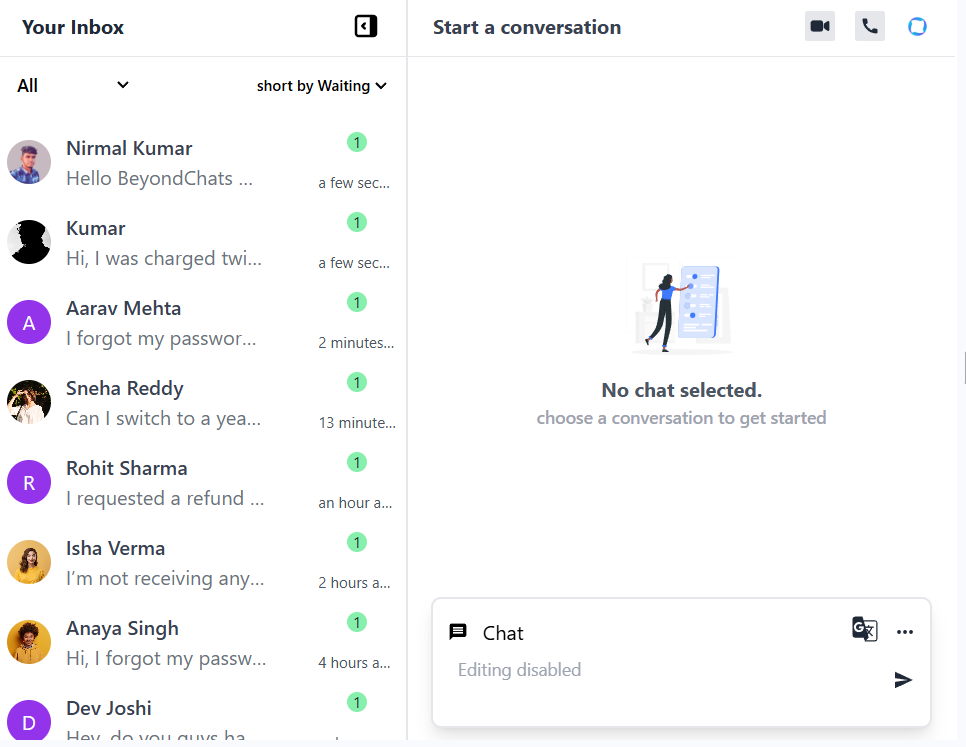 Your Inbox
Start a conversation
All
short by Waiting
Nirmal Kumar
1
Hello BeyondChats ...
a few sec...
Kumar
1
Hi, I was charged twi...
a few sec...
A
Aarav Mehta
1
I forgot my passwor...
2 minutes...
Sneha Reddy
1
Can I switch to a yea...
13 minute...
R
Rohit Sharma
1
I requested a refund ...
an hour a...
Isha Verma
1
I’m not receiving any...
2 hours a...
Anaya Singh
1
Hi, I forgot my passw...
4 hours a...
D
Dev Joshi
1
Hey, do you guys ha
No chat selected.
choose a conversation to get started
Chat
G
Editing disabled